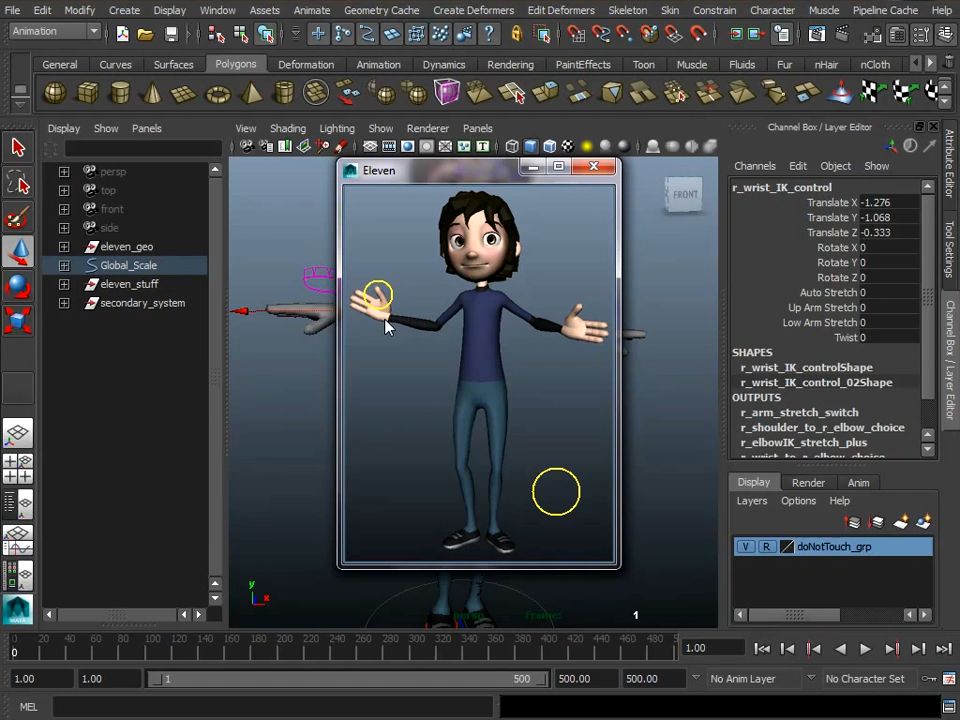 File Edit Modify Create Display Window Assets Animate Geometry Cache Create Deformers Edit Deformers Skeleton Skin Constrain Character Muscle Pipeline Cache Help
Animation
General Curves Surfaces Polygons Deformation Animation Dynamics Rendering PaintEffects Toon Muscle Fluids Fur nHair nCloth
Display Show Panels
View Shading Lighting Show Renderer Panels
Channel Box / Layer Editor
Channels Edit Object Show
persp
top
front
side
eleven_geo
Global_Scale
eleven_stuff
secondary_system
Eleven
FRONT
r_wrist_IK_control
Translate X -1.276
Translate Y -1.068
Translate Z -0.333
Rotate X 0
Rotate Y 0
Rotate Z 0
Auto Stretch 0
Up Arm Stretch 0
Low Arm Stretch 0
Twist 0
SHAPES
r_wrist_IK_controlShape
r_wrist_IK_control_02Shape
OUTPUTS
r_arm_stretch_switch
r_shoulder_to_r_elbow_choice
r_elbowIK_stretch_plus
Attribute Editor
Tool Settings
Channel Box / Layer Editor
Display Render Anim
Layers Options Help
V R doNotTouch_grp
y
x
persp
Frame:
1
0 20 40 60 80 100 120 140 160 180 200 220 240 260 280 300 320 340 360 380 400 420 440 460 480 5
0
1.00
1.00 1.00 1 500 500.00 500.00 No Anim Layer No Character Set
MEL